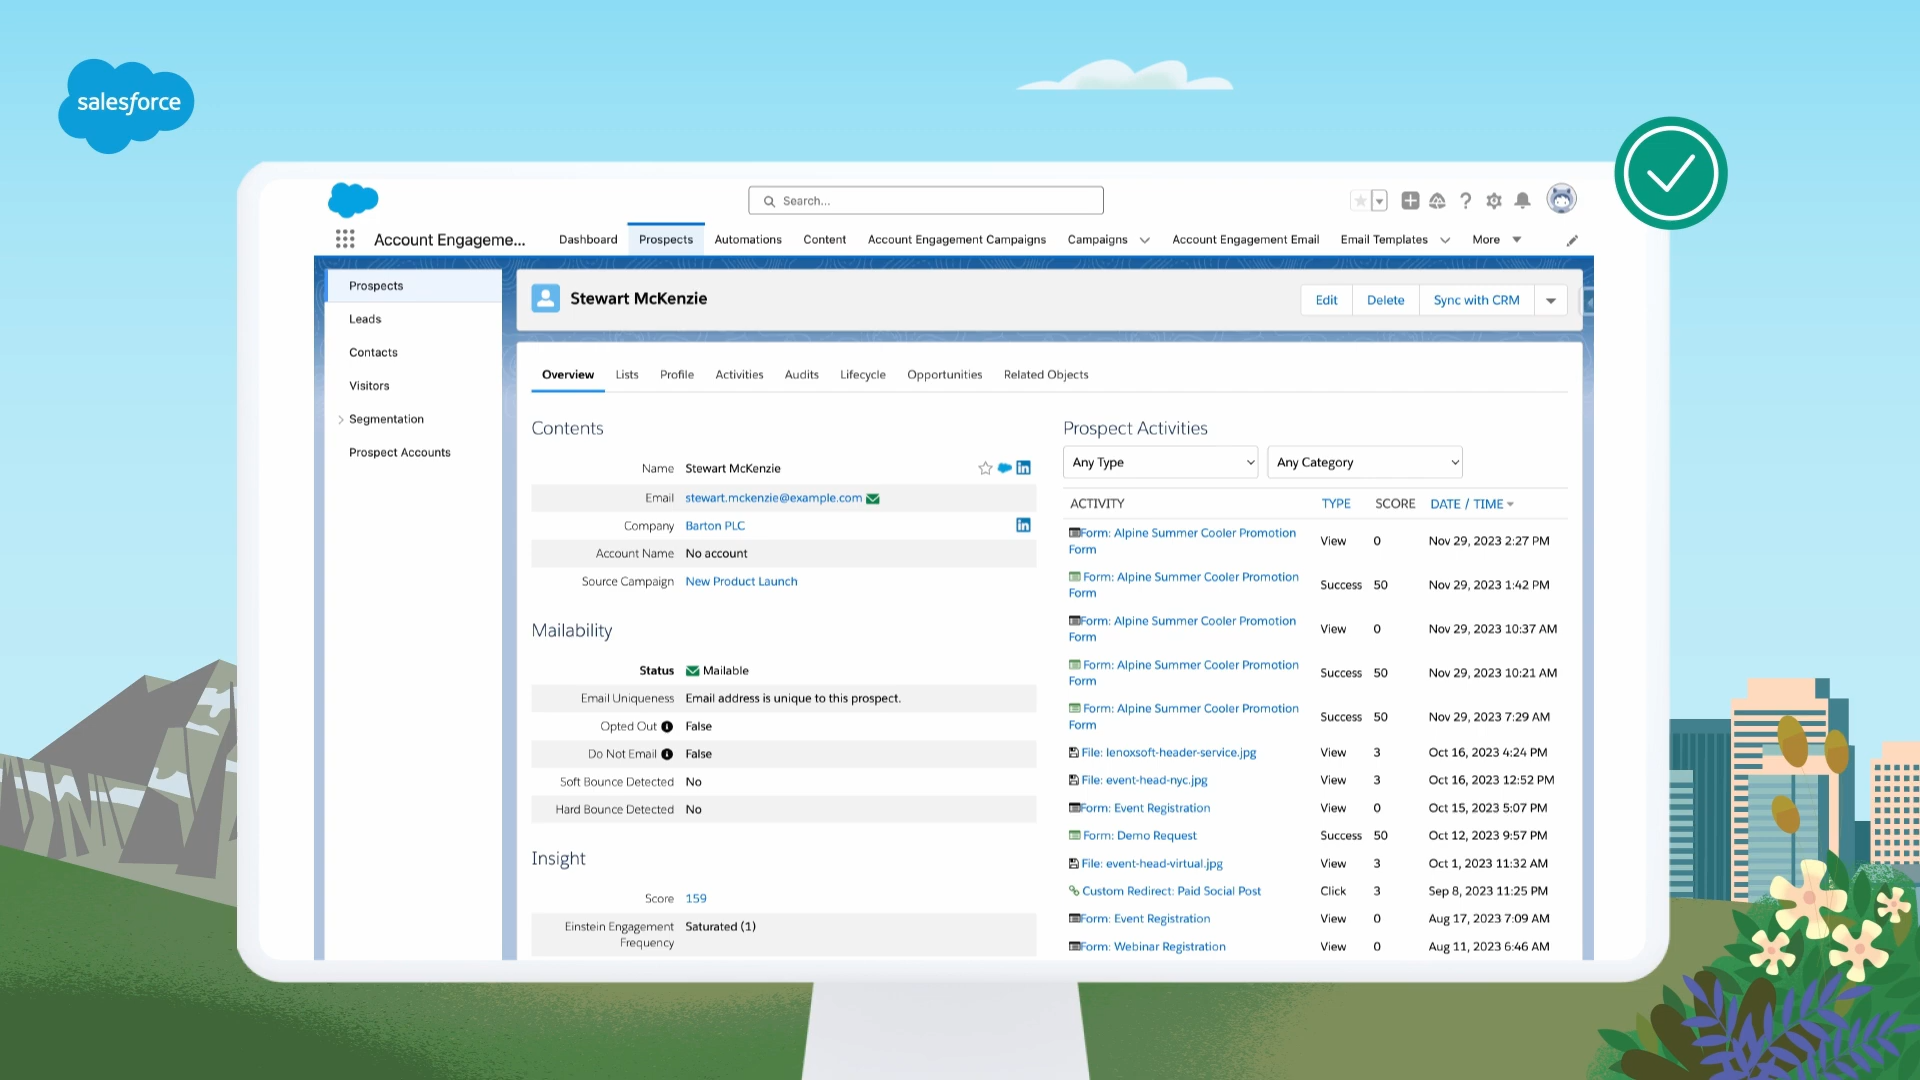 salesforce
Search...
Account Engageme...
Dashboard
Prospects
Automations
Content
Account Engagement Campaigns
Campaigns
Account Engagement Email
Email Templates
More
Prospects
Leads
Contacts
Visitors
Segmentation
Prospect Accounts
Stewart McKenzie
Edit
Delete
Sync with CRM
Overview
Lists
Profile
Activities
Audits
Lifecycle
Opportunities
Related Objects
Contents
Name Stewart McKenzie
Email stewart.mckenzie@example.com
Company Barton PLC
Account Name No account
Source Campaign New Product Launch
Mailability
Status Mailable
Email Uniqueness Email address is unique to this prospect.
Opted Out False
Do Not Email False
Soft Bounce Detected No
Hard Bounce Detected No
Insight
Score 159
Einstein Engagement Saturated (1)
Frequency
Prospect Activities
Any Type
Any Category
ACTIVITY TYPE SCORE DATE / TIME
Form: Alpine Summer Cooler Promotion
Form
View 0 Nov 29, 2023 2:27 PM
Form: Alpine Summer Cooler Promotion
Form
Success 50 Nov 29, 2023 1:42 PM
Form: Alpine Summer Cooler Promotion
Form
View 0 Nov 29, 2023 10:37 AM
Form: Alpine Summer Cooler Promotion
Form
Success 50 Nov 29, 2023 10:21 AM
Form: Alpine Summer Cooler Promotion
Form
Success 50 Nov 29, 2023 7:29 AM
File: lenoxsoft-header-service.jpg View 3 Oct 16, 2023 4:24 PM
File: event-head-nyc.jpg View 3 Oct 16, 2023 12:52 PM
Form: Event Registration View 0 Oct 15, 2023 5:07 PM
Form: Demo Request Success 50 Oct 12, 2023 9:57 PM
File: event-head-virtual.jpg View 3 Oct 1, 2023 11:32 AM
Custom Redirect: Paid Social Post Click 3 Sep 8, 2023 11:25 PM
Form: Event Registration View 0 Aug 17, 2023 7:09 AM
Form: Webinar Registration View 0 Aug 11, 2023 6:46 AM